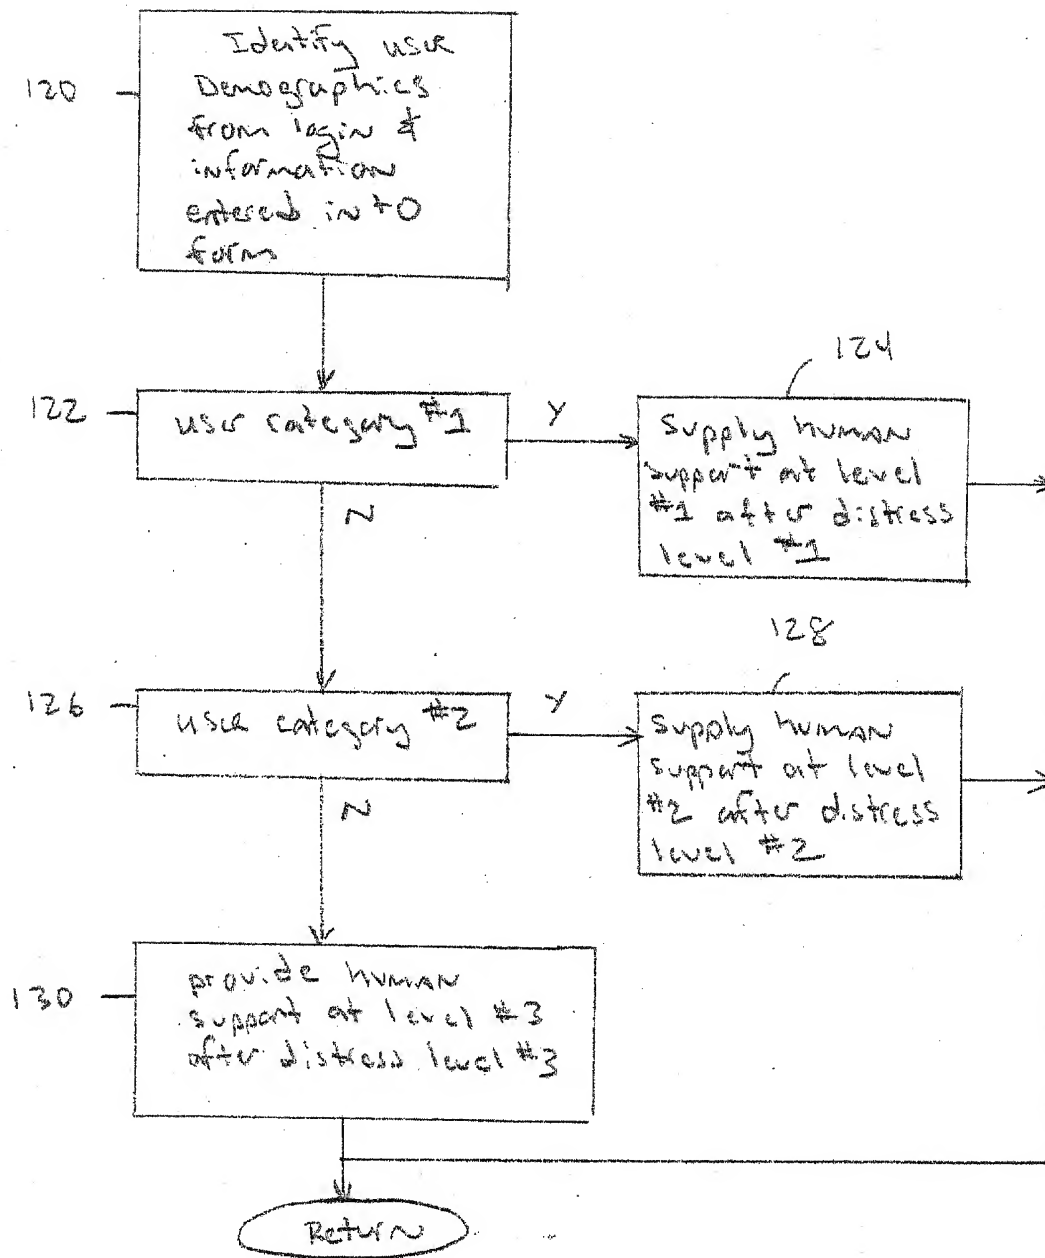 120
Identify user
Demographics
from login &
information
entered into
form
122
user category #1
Y
N
124
supply human
support at level
#1 after distress
level #1
126
user category #2
Y
N
128
supply human
support at level
#2 after distress
level #2
130
provide human
support at level #3
after distress level #3
Return